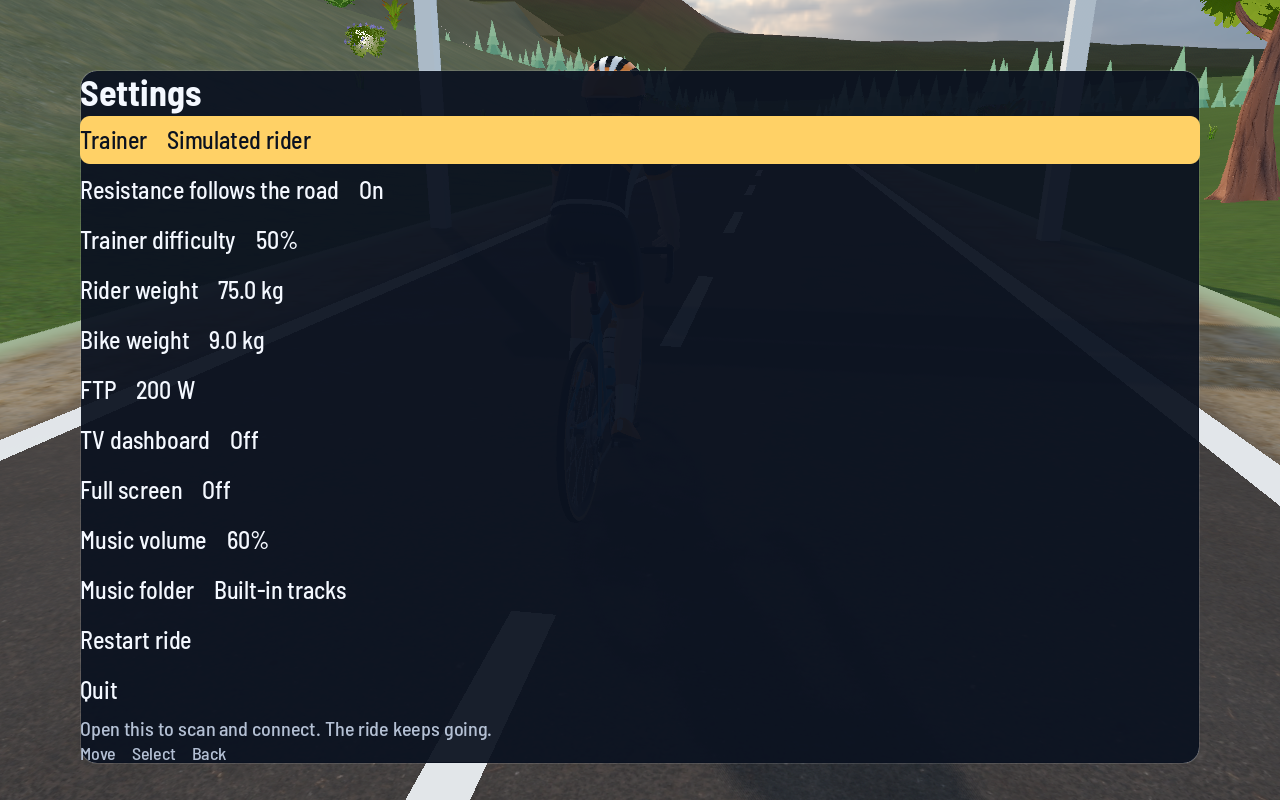 Settings
Trainer Simulated rider
Resistance follows the road On
Trainer difficulty 50%
Rider weight 75.0 kg
Bike weight 9.0 kg
FTP 200 W
TV dashboard Off
Full screen Off
Music volume 60%
Music folder Built-in tracks
Restart ride
Quit
Open this to scan and connect. The ride keeps going.
Move Select Back